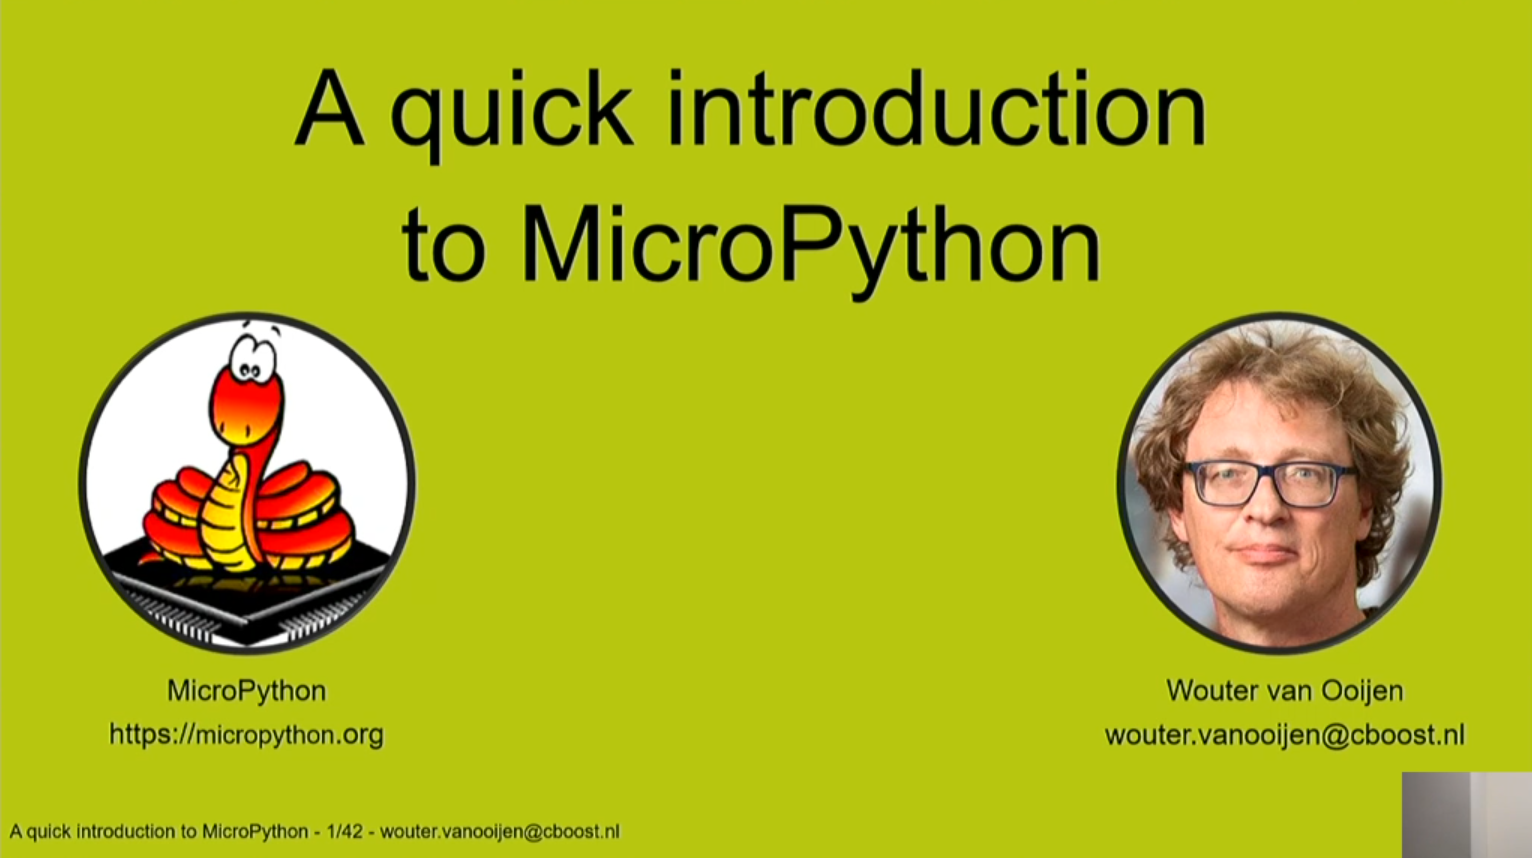 A quick introduction
to MicroPython
MicroPython
https://micropython.org
Wouter van Ooijen
wouter.vanooijen@cboost.nl
A quick introduction to MicroPython - 1/42 - wouter.vanooijen@cboost.nl